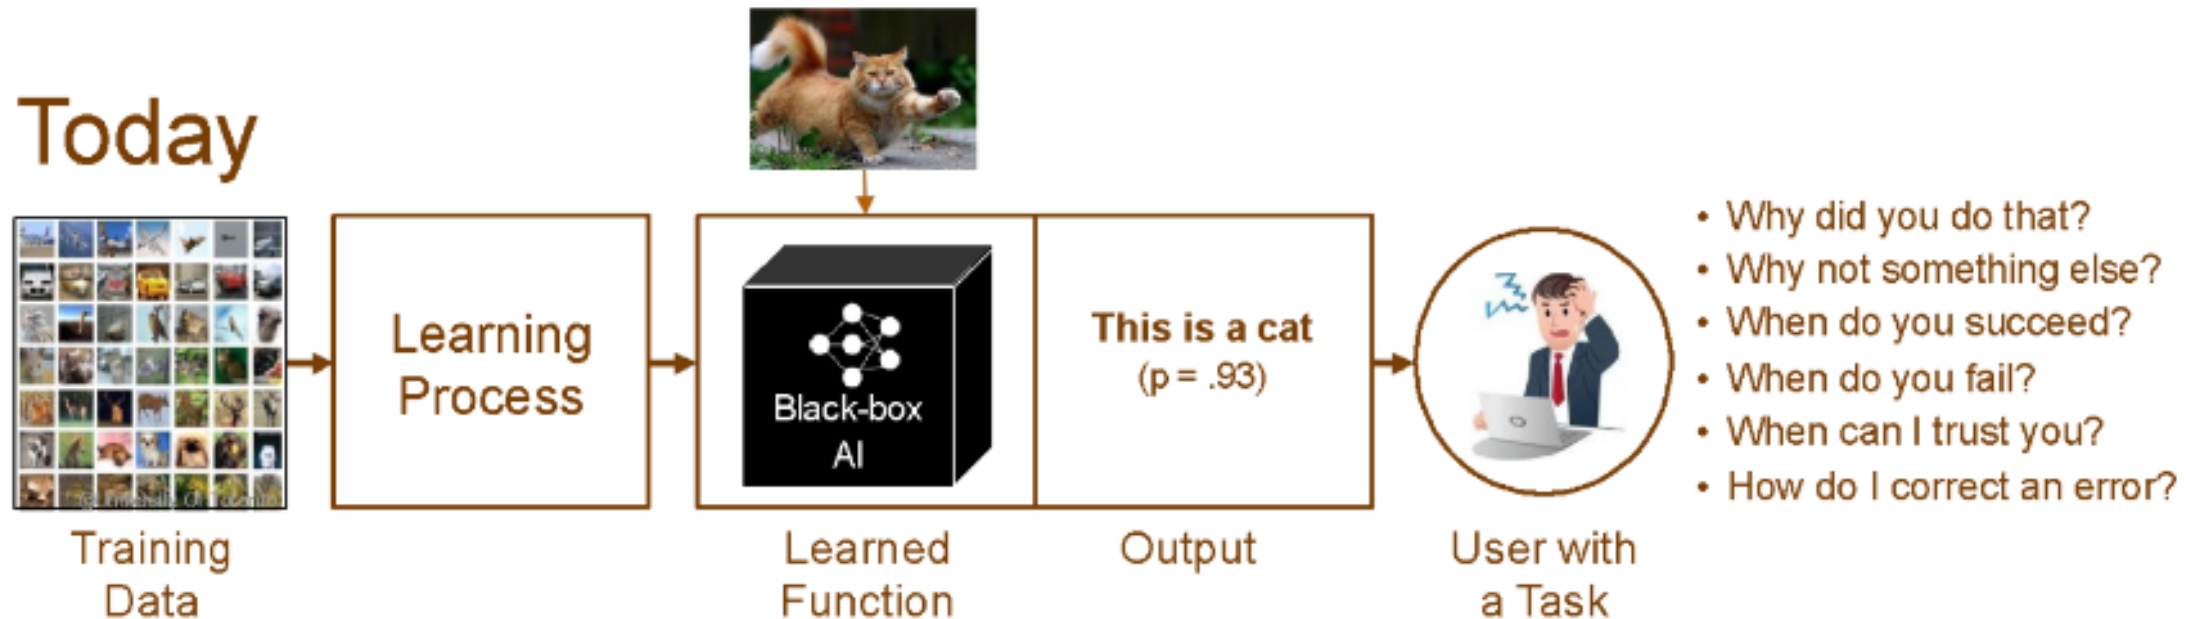 Today
Learning
Process
Black-box
AI
This is a cat
(p = .93)
• Why did you do that?
• Why not something else?
• When do you succeed?
• When do you fail?
• When can I trust you?
• How do I correct an error?
Training
Data
Learned
Function
Output
User with
a Task